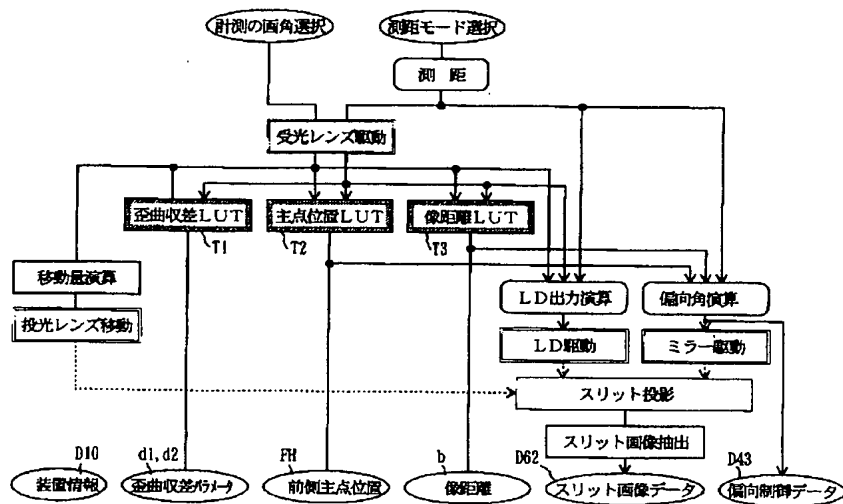 計測の画角選択
測距モード選択
測　距
受光レンズ駆動
歪曲収差ＬＵＴ
主点位置ＬＵＴ
像距離ＬＵＴ
T1
T2
T3
移動量演算
ＬＤ出力演算
偏向角演算
投光レンズ移動
ＬＤ駆動
ミラー駆動
スリット投影
スリット画像抽出
D10
d1,d2
FH
b
D62
D43
装置情報
歪曲収差パラメータ
前側主点位置
像距離
スリット画像データ
偏向制御データ